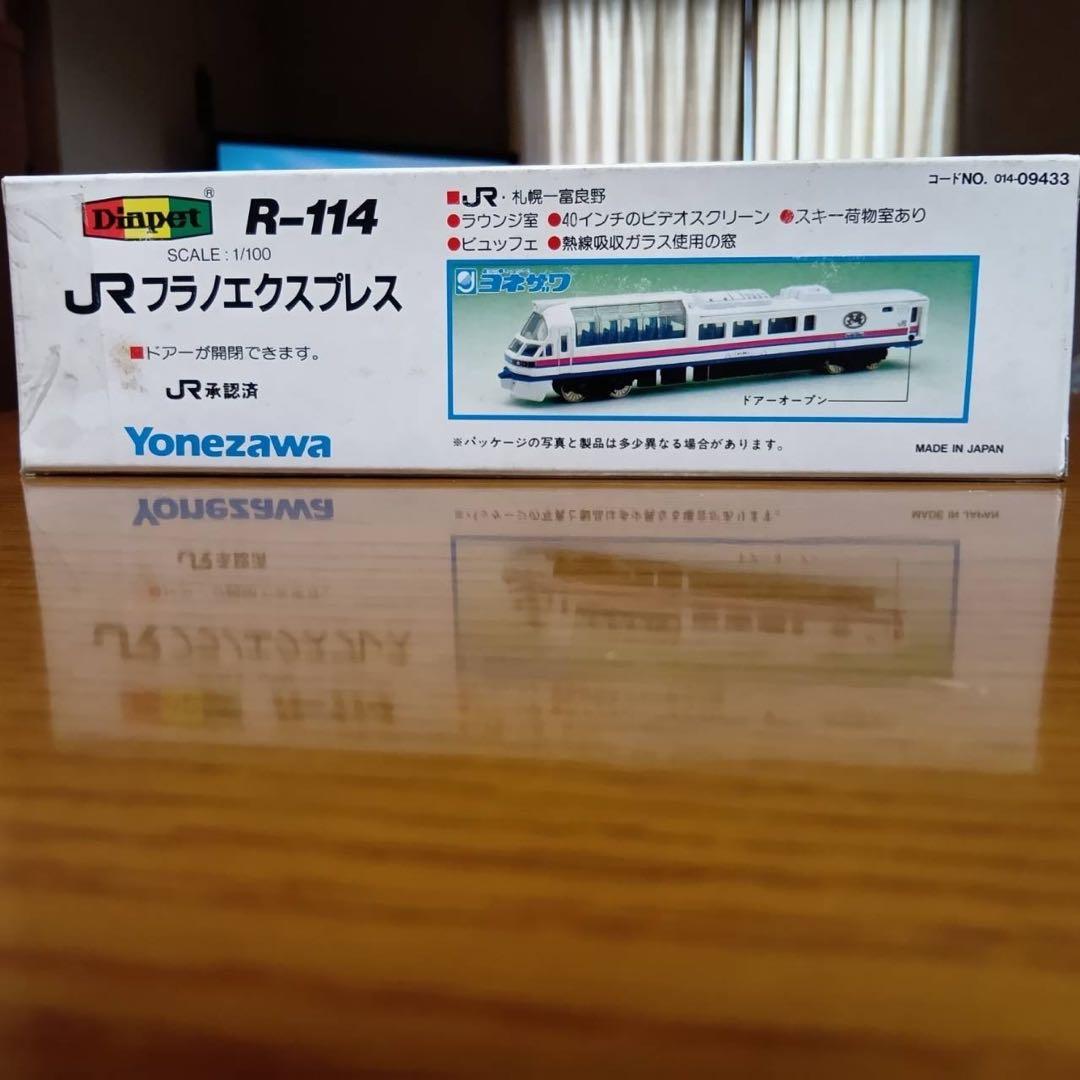 Diapet®
R-114
SCALE : 1/100
JRフラノエクスプレス
■ドアーが開閉できます。
JR承認済
Yonezawa
コードNO. 014-09433
■JR・札幌ー富良野
●ラウンジ室 ●40インチのビデオスクリーン ●スキー荷物室あり
●ビュッフェ ●熱線吸収ガラス使用の窓
ヨネザワ
ドアーオープン
※パッケージの写真と製品は多少異なる場合があります。
MADE IN JAPAN